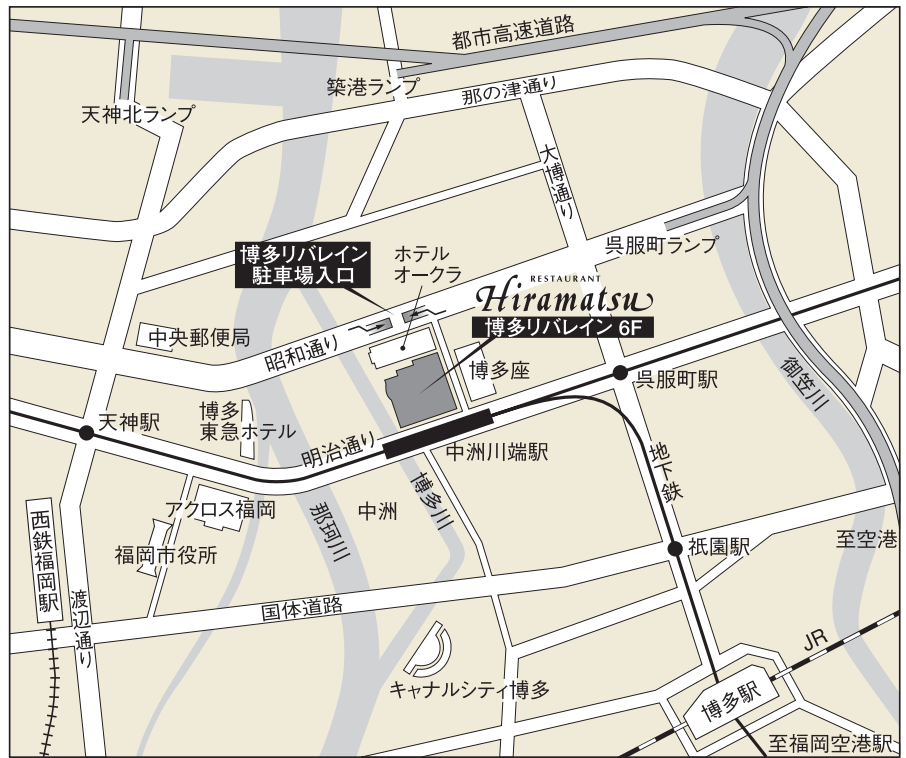 都市高速道路
築港ランプ
那の津通り
天神北ランプ
大博通り
呉服町ランプ
博多リバレイン
駐車場入口
ホテル
オークラ
RESTAURANT
Hiramatsu
博多リバレイン 6F
中央郵便局
昭和通り
博多座
呉服町駅
御笠川
天神駅
博多
東急ホテル
明治通り
中洲川端駅
地下鉄
アクロス福岡
中洲
博多川
那珂川
西鉄福岡駅
福岡市役所
祇園駅
至空港
渡辺通り
国体道路
JR
キャナルシティ博多
博多駅
至福岡空港駅